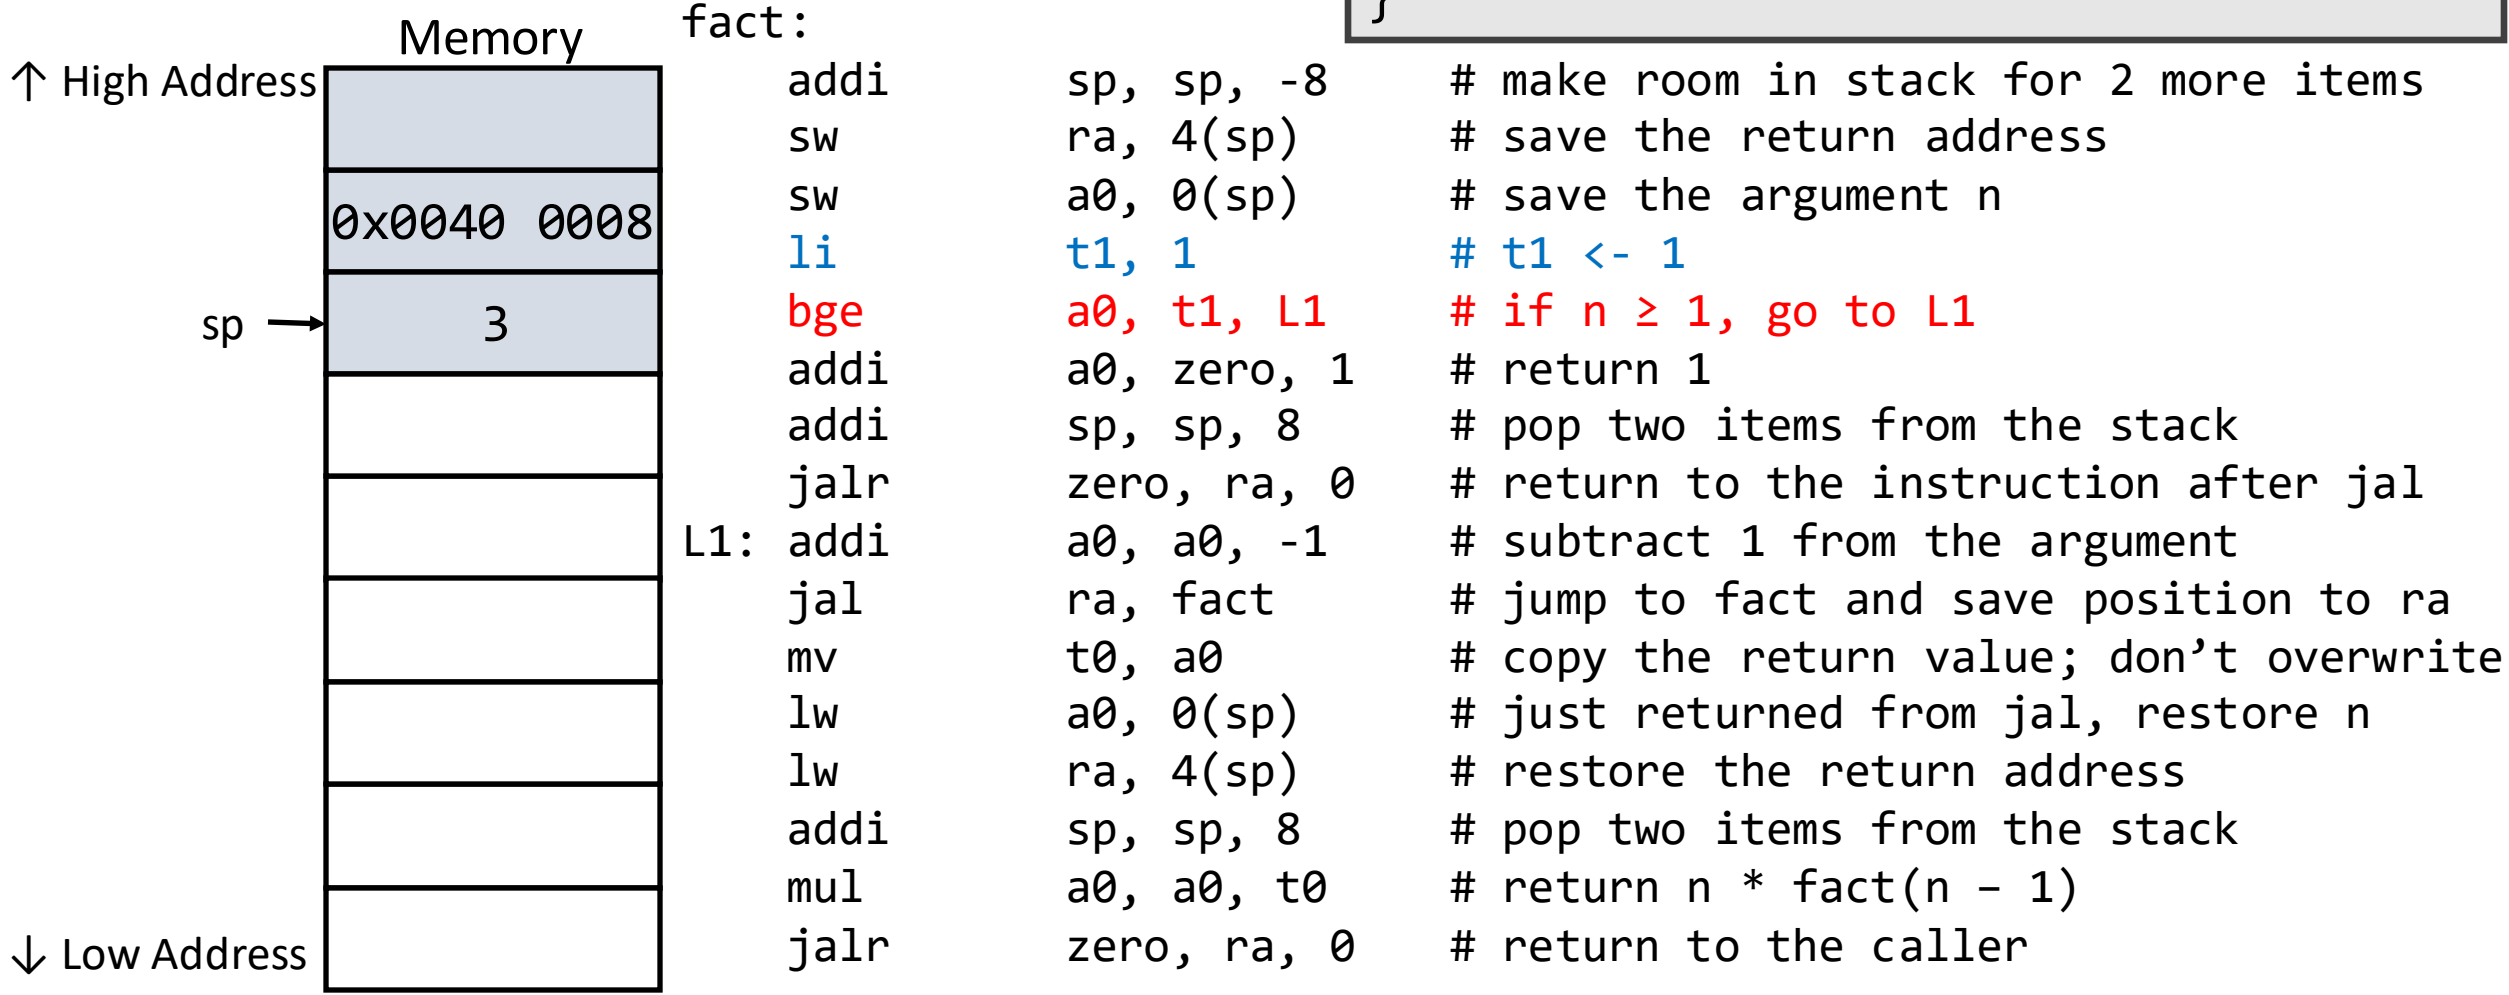 }
Memory
↑ High Address
0x0040 0008
sp
3
↓ Low Address
fact:
addi sp, sp, -8 # make room in stack for 2 more items
sw ra, 4(sp) # save the return address
sw a0, 0(sp) # save the argument n
li t1, 1 # t1 <- 1
bge a0, t1, L1 # if n ≥ 1, go to L1
addi a0, zero, 1 # return 1
addi sp, sp, 8 # pop two items from the stack
jalr zero, ra, 0 # return to the instruction after jal
L1: addi a0, a0, -1 # subtract 1 from the argument
jal ra, fact # jump to fact and save position to ra
mv t0, a0 # copy the return value; don’t overwrite
lw a0, 0(sp) # just returned from jal, restore n
lw ra, 4(sp) # restore the return address
addi sp, sp, 8 # pop two items from the stack
mul a0, a0, t0 # return n * fact(n – 1)
jalr zero, ra, 0 # return to the caller